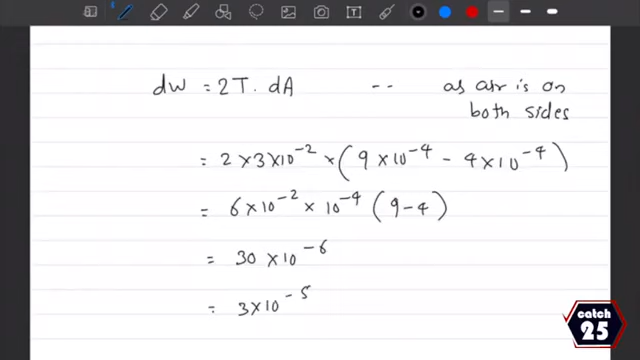 dW = 2T. dA -- as air is on
both sides
= 2 × 3 × 10⁻² × ( 9 × 10⁻⁴ - 4 × 10⁻⁴ )
= 6 × 10⁻² × 10⁻⁴ ( 9 - 4 )
= 30 × 10⁻⁶
= 3 × 10⁻⁵
catch
25